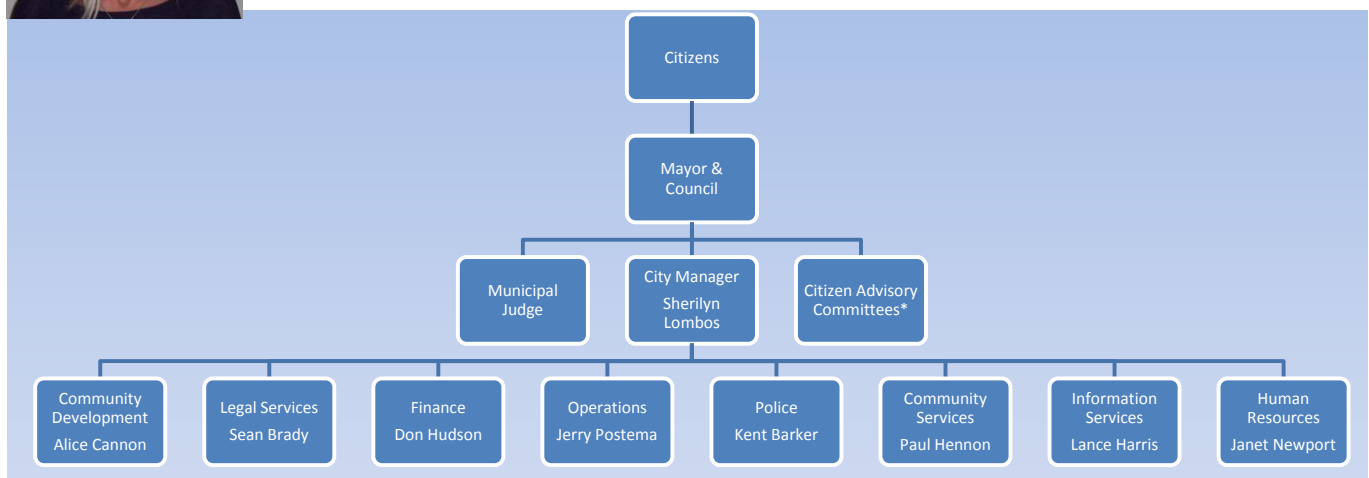 Citizens
Mayor &
Council
Municipal
Judge
City Manager
Sherilyn
Lombos
Citizen Advisory
Committees*
Community
Development
Alice Cannon
Legal Services
Sean Brady
Finance
Don Hudson
Operations
Jerry Postema
Police
Kent Barker
Community
Services
Paul Hennon
Information
Services
Lance Harris
Human
Resources
Janet Newport